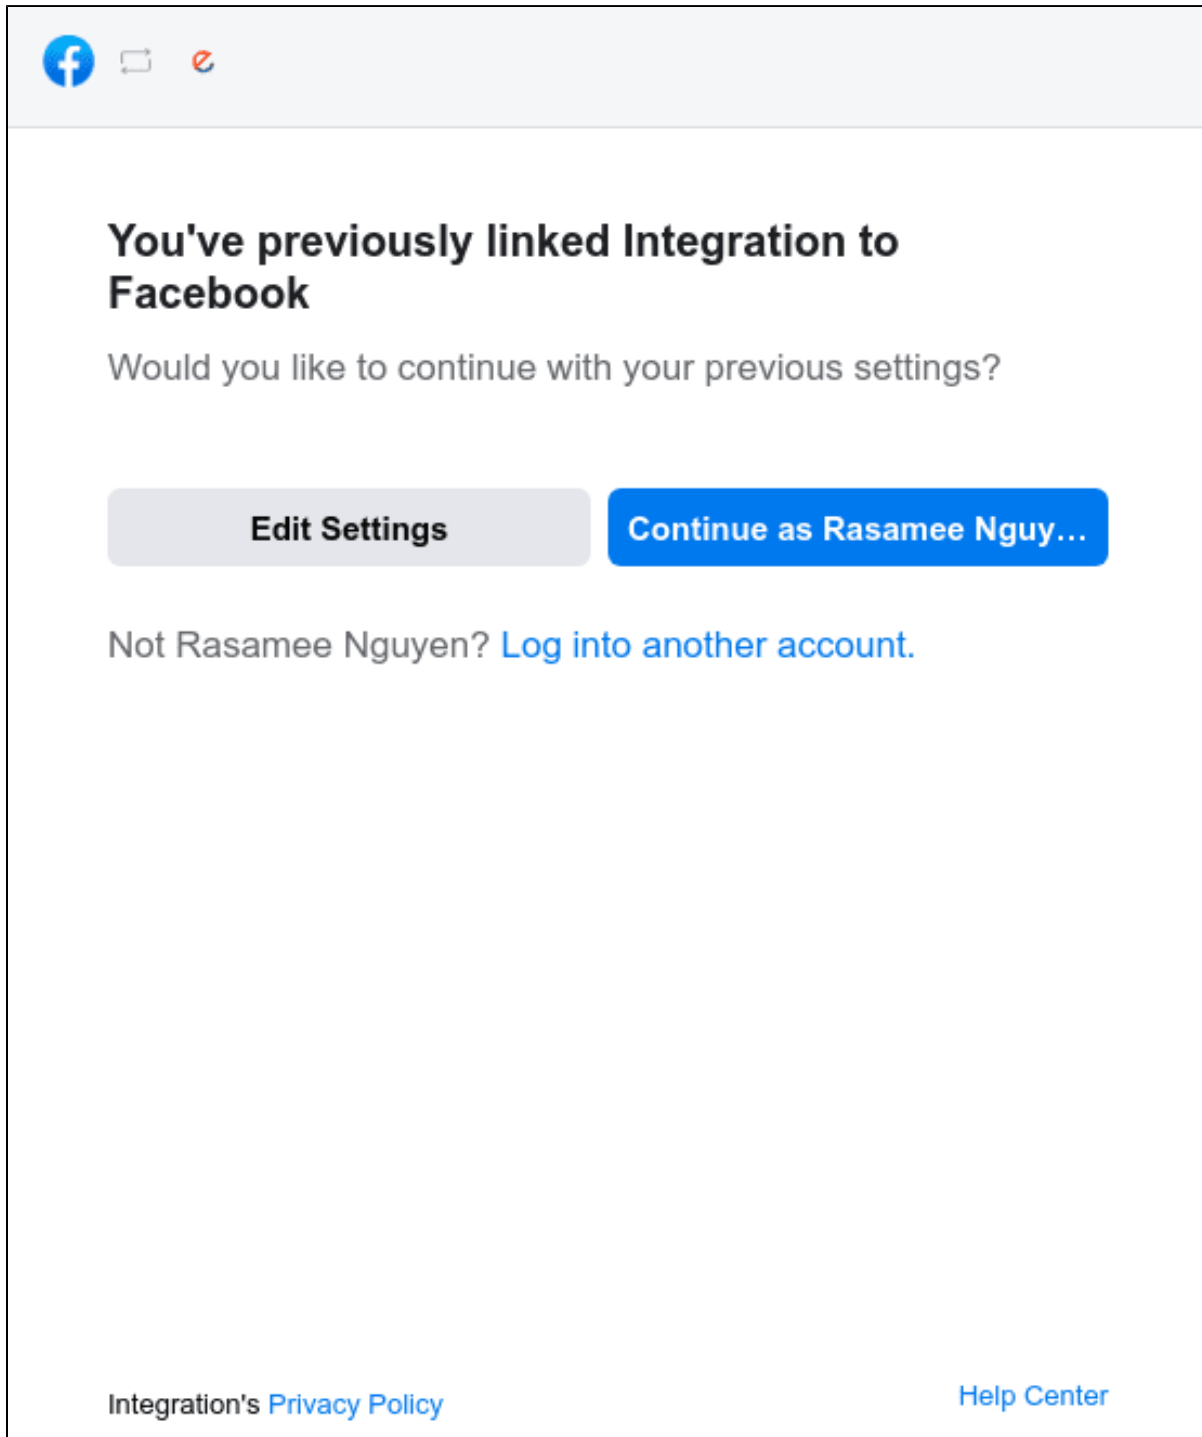 You've previously linked Integration to
Facebook
Would you like to continue with your previous settings?
Edit Settings
Continue as Rasamee Nguy...
Not Rasamee Nguyen? Log into another account.
Integration's Privacy Policy
Help Center